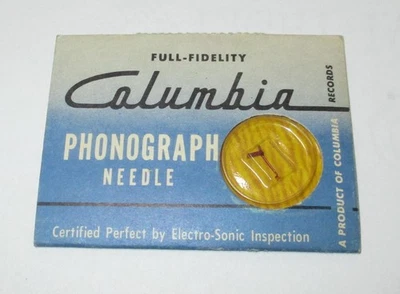 FULL-FIDELITY
Columbia
PHONOGRAPH
NEEDLE
Certified Perfect by Electro-Sonic Inspection
A PRODUCT OF COLUMBIA RECORDS